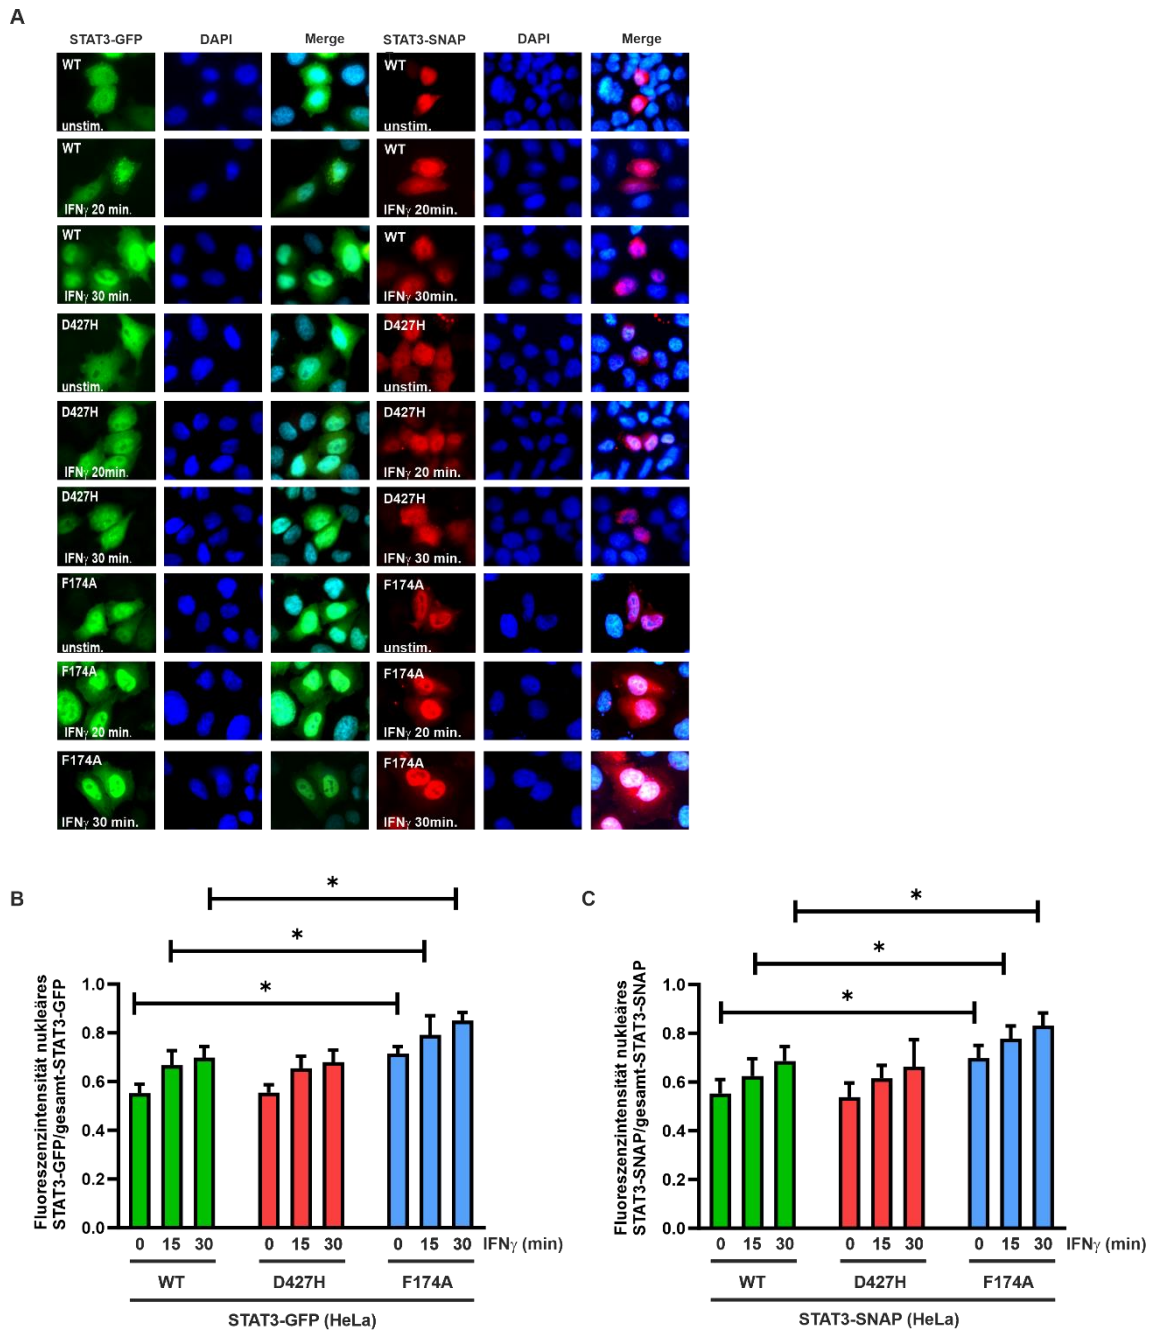 A
STAT3-GFP DAPI Merge STAT3-SNAP DAPI Merge
WT WT
unstim. unstim.
WT WT
IFNγ 20 min. IFNγ 20min.
WT WT
IFNγ 30 min. IFNγ 30min.
D427H D427H
unstim. unstim.
D427H D427H
IFNγ 20min. IFNγ 20 min.
D427H D427H
IFNγ 30 min. IFNγ 30 min.
F174A F174A
unstim. unstim.
F174A F174A
IFNγ 20 min. IFNγ 20 min.
F174A F174A
IFNγ 30 min. IFNγ 30min.
B
*
*
*
Fluoreszenzintensität nukleäres
STAT3-GFP/gesamt-STAT3-GFP
1.0
0.8
0.6
0.4
0.2
0.0
0 15 30 0 15 30 0 15 30 IFNγ (min)
WT D427H F174A
STAT3-GFP (HeLa)
C
*
*
*
Fluoreszenzintensität nukleäres
STAT3-SNAP/gesamt-STAT3-SNAP
1.0
0.8
0.6
0.4
0.2
0.0
0 15 30 0 15 30 0 15 30 IFNγ (min)
WT D427H F174A
STAT3-SNAP (HeLa)